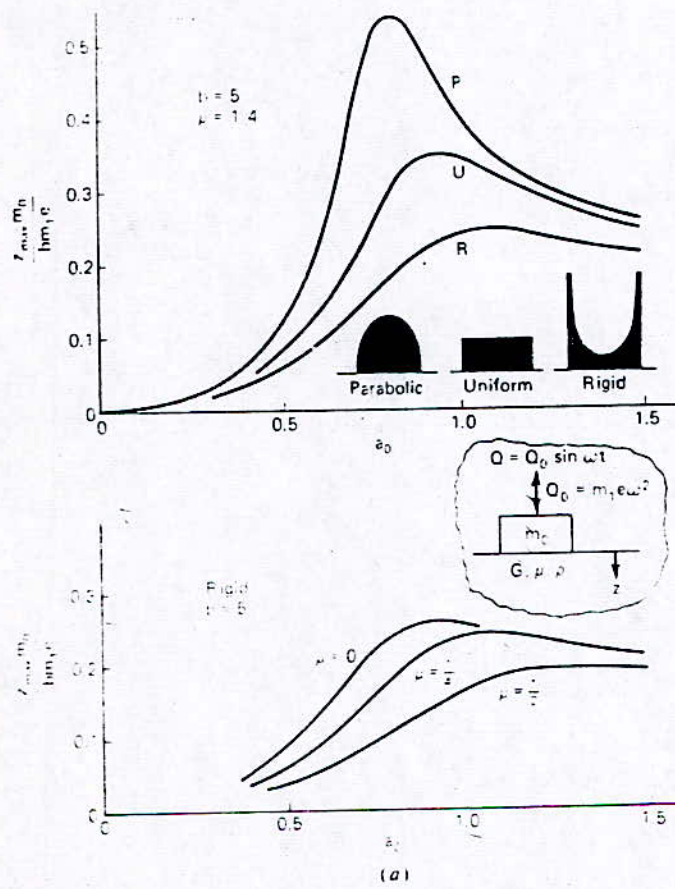 0.5
0.4
0.3
0.2
0.1
0
b = 5
P
U
R
Parabolic Uniform Rigid
0.5 1.0 1.5
a₀
Q = Q₀ sin ωt
Q₀ = m₁eω²
m₀
G, μ, ρ
z
Rigid
b = 5
0.3
0.2
0.1
0
μ = 0
μ =
μ =
0.5 1.0 1.5
(a)